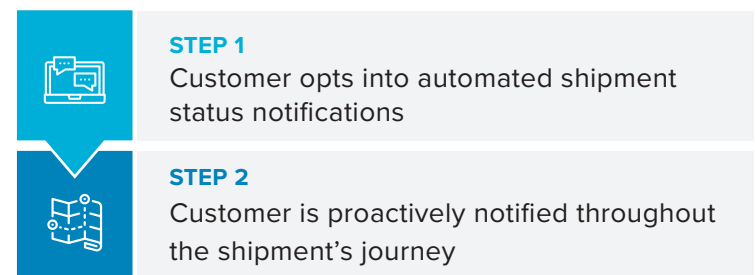 STEP 1
Customer opts into automated shipment
status notifications
STEP 2
Customer is proactively notified throughout
the shipment’s journey